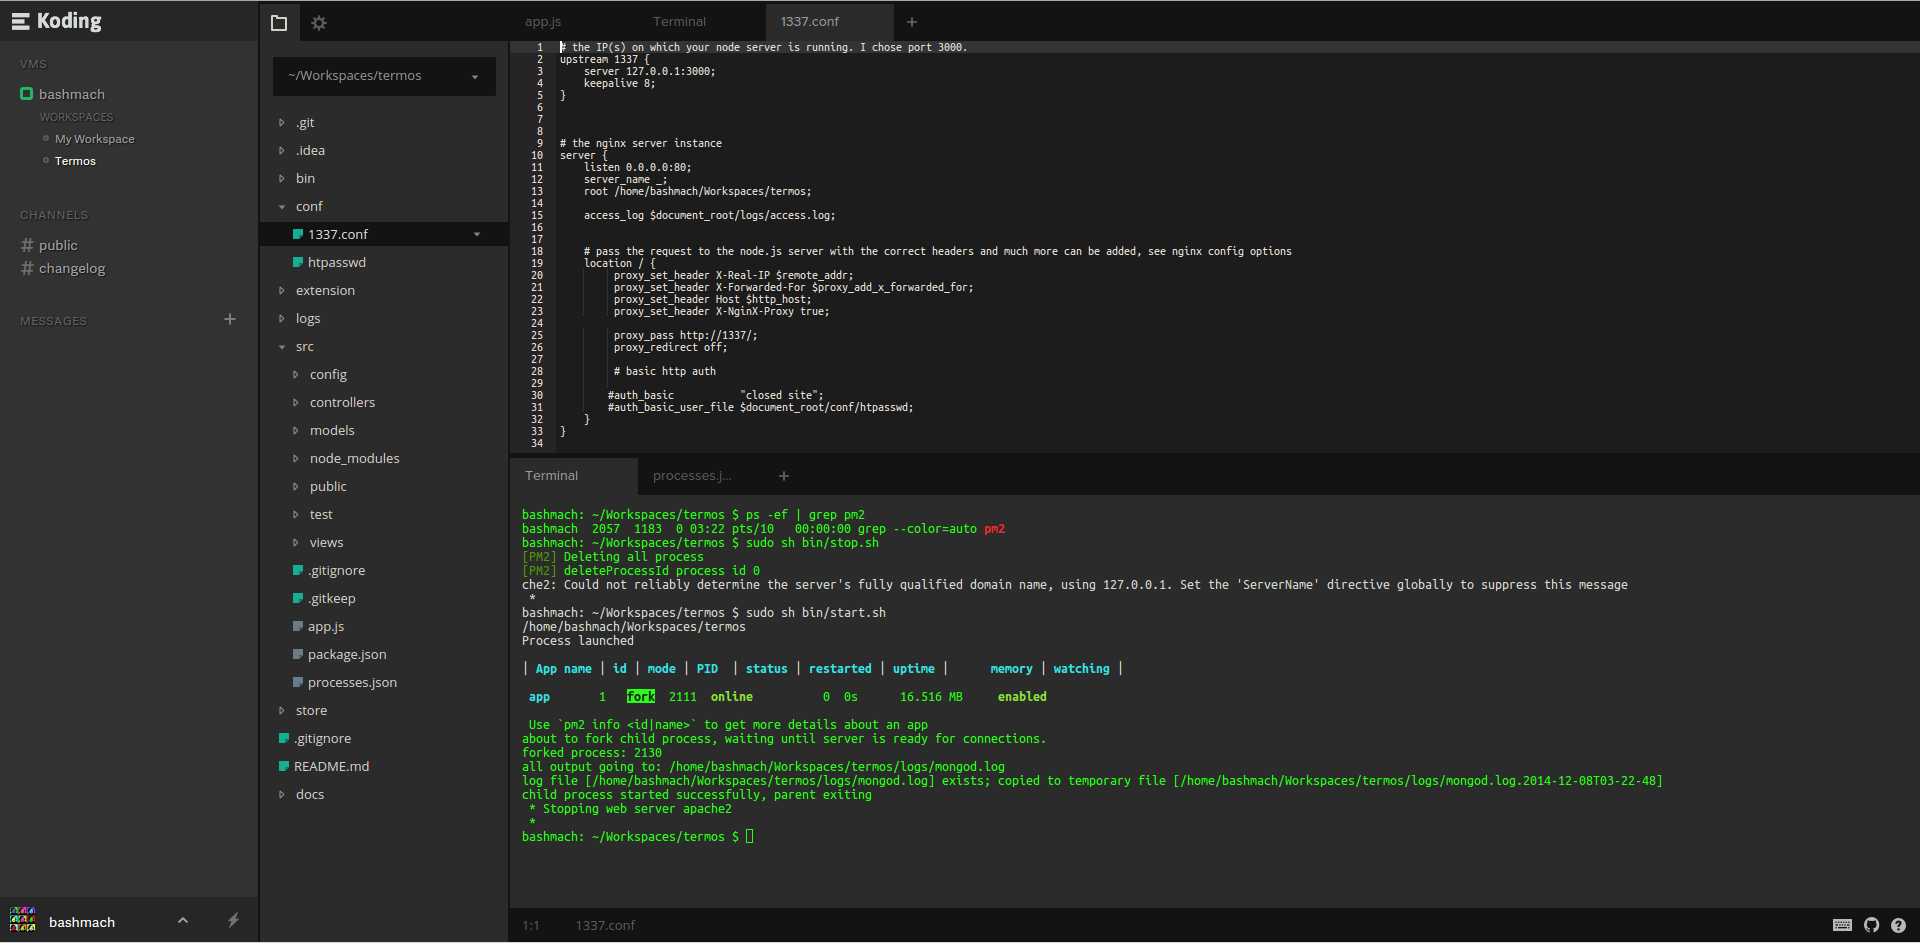 Koding
VMS
bashmach
WORKSPACES
My Workspace
Termos
CHANNELS
# public
# changelog
MESSAGES +
bashmach
~/Workspaces/termos
.git
.idea
bin
conf
1337.conf
htpasswd
extension
logs
src
config
controllers
models
node_modules
public
test
views
.gitignore
.gitkeep
app.js
package.json
processes.json
store
.gitignore
README.md
docs
app.js Terminal 1337.conf +
1 # the IP(s) on which your node server is running. I chose port 3000.
2 upstream 1337 {
3 server 127.0.0.1:3000;
4 keepalive 8;
5 }
6
7
8
9 # the nginx server instance
10 server {
11 listen 0.0.0.0:80;
12 server_name _;
13 root /home/bashmach/Workspaces/termos;
14
15 access_log $document_root/logs/access.log;
16
17
18 # pass the request to the node.js server with the correct headers and much more can be added, see nginx config options
19 location / {
20 proxy_set_header X-Real-IP $remote_addr;
21 proxy_set_header X-Forwarded-For $proxy_add_x_forwarded_for;
22 proxy_set_header Host $http_host;
23 proxy_set_header X-NginX-Proxy true;
24
25 proxy_pass http://1337/;
26 proxy_redirect off;
27
28 # basic http auth
29
30 #auth_basic "closed site";
31 #auth_basic_user_file $document_root/conf/htpasswd;
32 }
33 }
34
Terminal processes.j... +
bashmach: ~/Workspaces/termos $ ps -ef | grep pm2
bashmach 2057 1183 0 03:22 pts/10 00:00:00 grep --color=auto pm2
bashmach: ~/Workspaces/termos $ sudo sh bin/stop.sh
[PM2] Deleting all process
[PM2] deleteProcessId process id 0
che2: Could not reliably determine the server's fully qualified domain name, using 127.0.0.1. Set the 'ServerName' directive globally to suppress this message
*
bashmach: ~/Workspaces/termos $ sudo sh bin/start.sh
/home/bashmach/Workspaces/termos
Process launched
| App name | id | mode | PID | status | restarted | uptime | memory | watching |
app 1 fork 2111 online 0 0s 16.516 MB enabled
Use `pm2 info <id|name>` to get more details about an app
about to fork child process, waiting until server is ready for connections.
forked process: 2130
all output going to: /home/bashmach/Workspaces/termos/logs/mongod.log
log file [/home/bashmach/Workspaces/termos/logs/mongod.log] exists; copied to temporary file [/home/bashmach/Workspaces/termos/logs/mongod.log.2014-12-08T03-22-48]
child process started successfully, parent exiting
* Stopping web server apache2
*
bashmach: ~/Workspaces/termos $
1:1 1337.conf